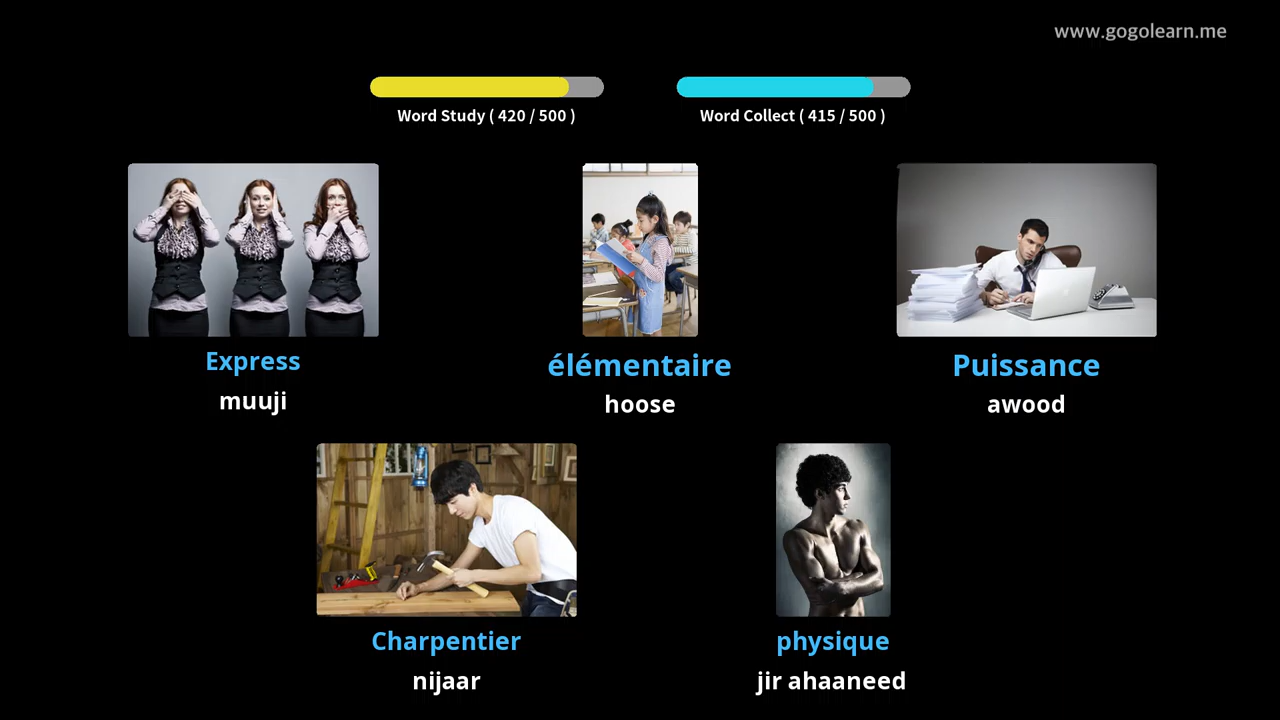 www.gogolearn.me
Word Study ( 420 / 500 )
Word Collect ( 415 / 500 )
Express
muuji
élémentaire
hoose
Puissance
awood
Charpentier
nijaar
physique
jir ahaaneed